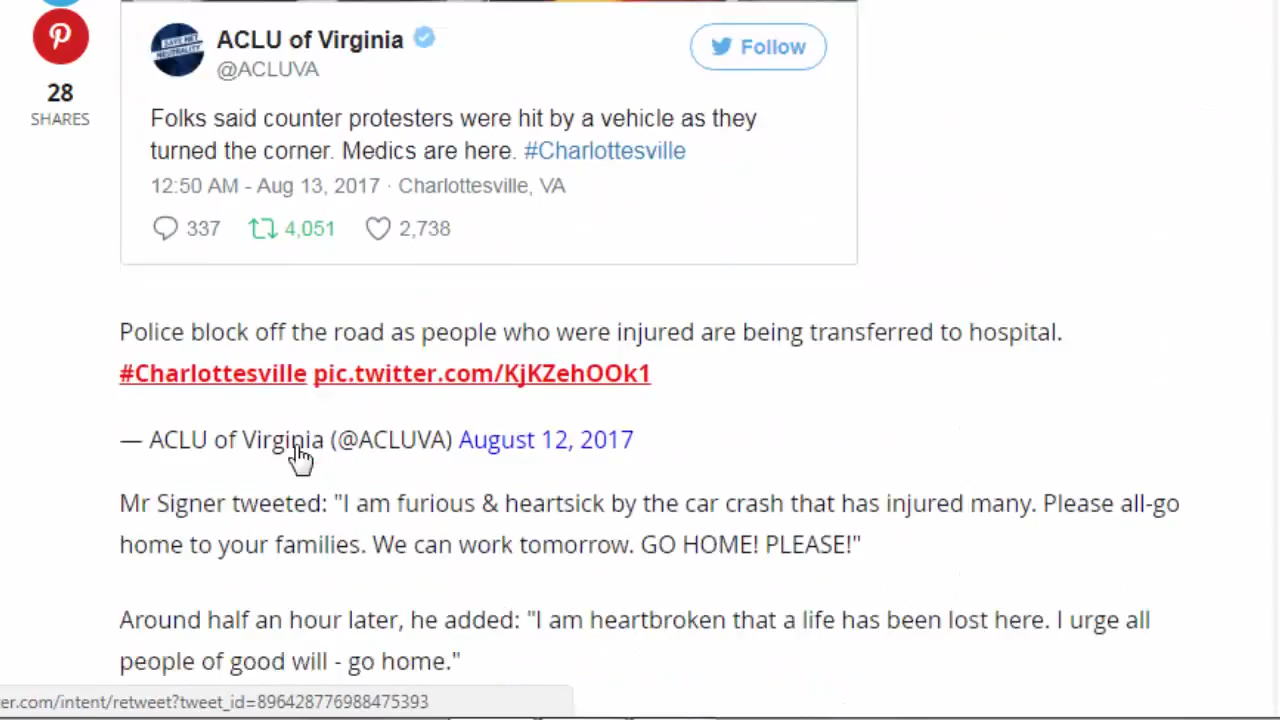 ACLU of Virginia
@ACLUVA
Follow
28
SHARES
Folks said counter protesters were hit by a vehicle as they
turned the corner. Medics are here. #Charlottesville
12:50 AM - Aug 13, 2017 · Charlottesville, VA
337 4,051 2,738
Police block off the road as people who were injured are being transferred to hospital.
#Charlottesville pic.twitter.com/KjKZehOOk1
— ACLU of Virginia (@ACLUVA) August 12, 2017
Mr Signer tweeted: "I am furious & heartsick by the car crash that has injured many. Please all-go
home to your families. We can work tomorrow. GO HOME! PLEASE!"
Around half an hour later, he added: "I am heartbroken that a life has been lost here. I urge all
people of good will - go home."
er.com/intent/retweet?tweet_id=896428776988475393